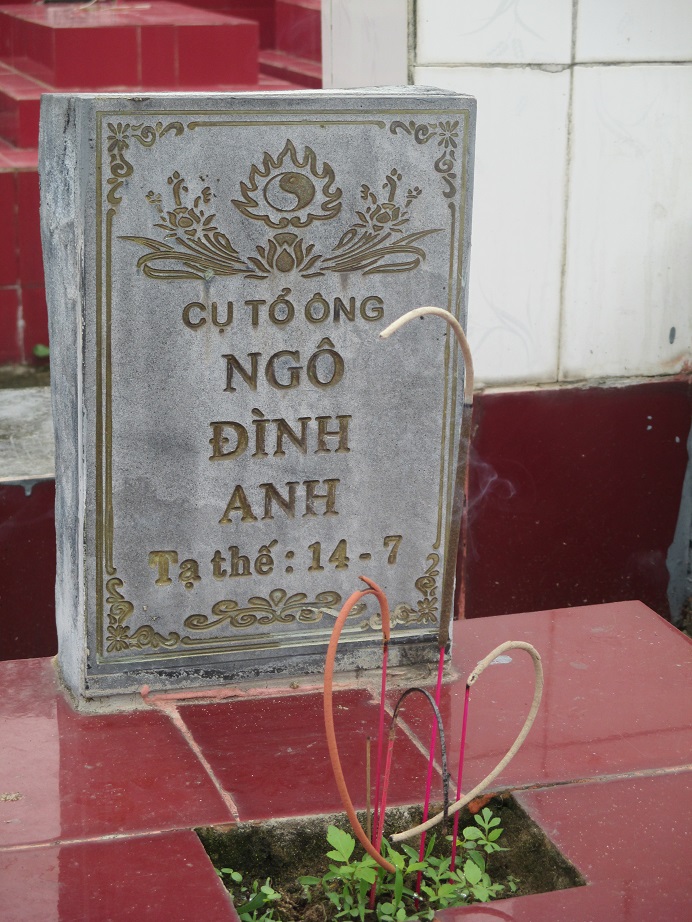 CỤ TỔ ÔNG
NGÔ
ĐÌNH
ANH
Tạ thế : 14 - 7